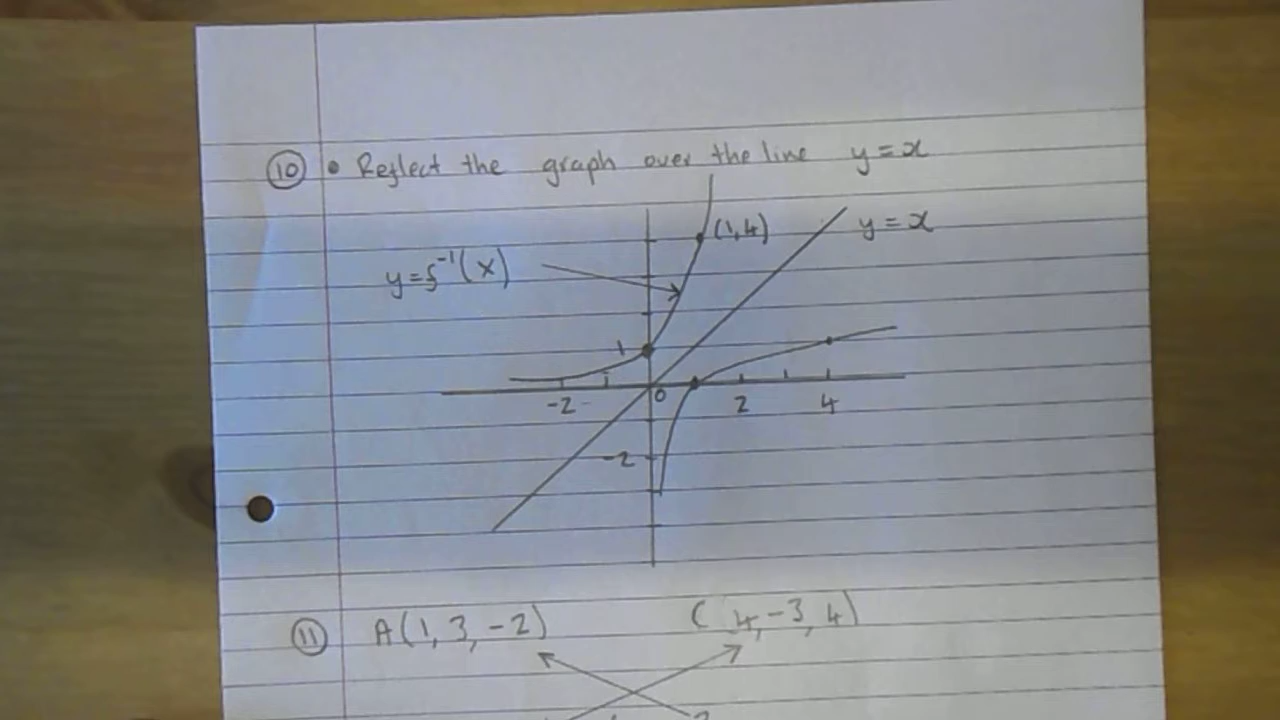 10 • Reflect the graph over the line y = x
(1,4) y = x
y = f⁻¹(x)
1
-2 0 2 4
-2
11 A(1, 3, -2) C(4, -3, 4)